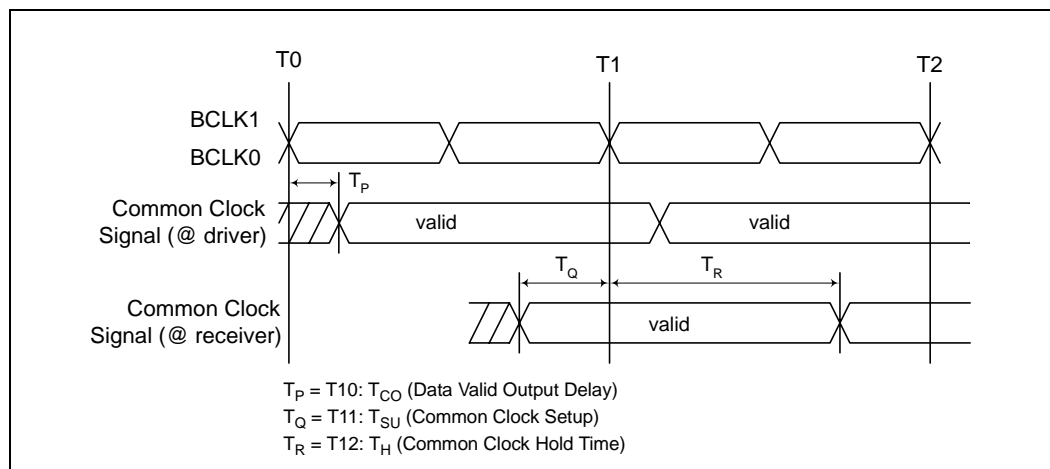 T0 T1 T2
BCLK1
BCLK0
TP
Common Clock
Signal (@ driver)
valid valid
TQ TR
Common Clock
Signal (@ receiver)
valid
TP = T10: TCO (Data Valid Output Delay)
TQ = T11: TSU (Common Clock Setup)
TR = T12: TH (Common Clock Hold Time)